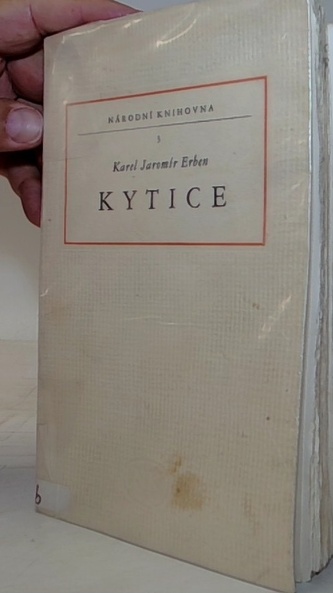 NÁRODNÍ KNIHOVNA
3
Karel Jaromír Erben
KYTICE
b